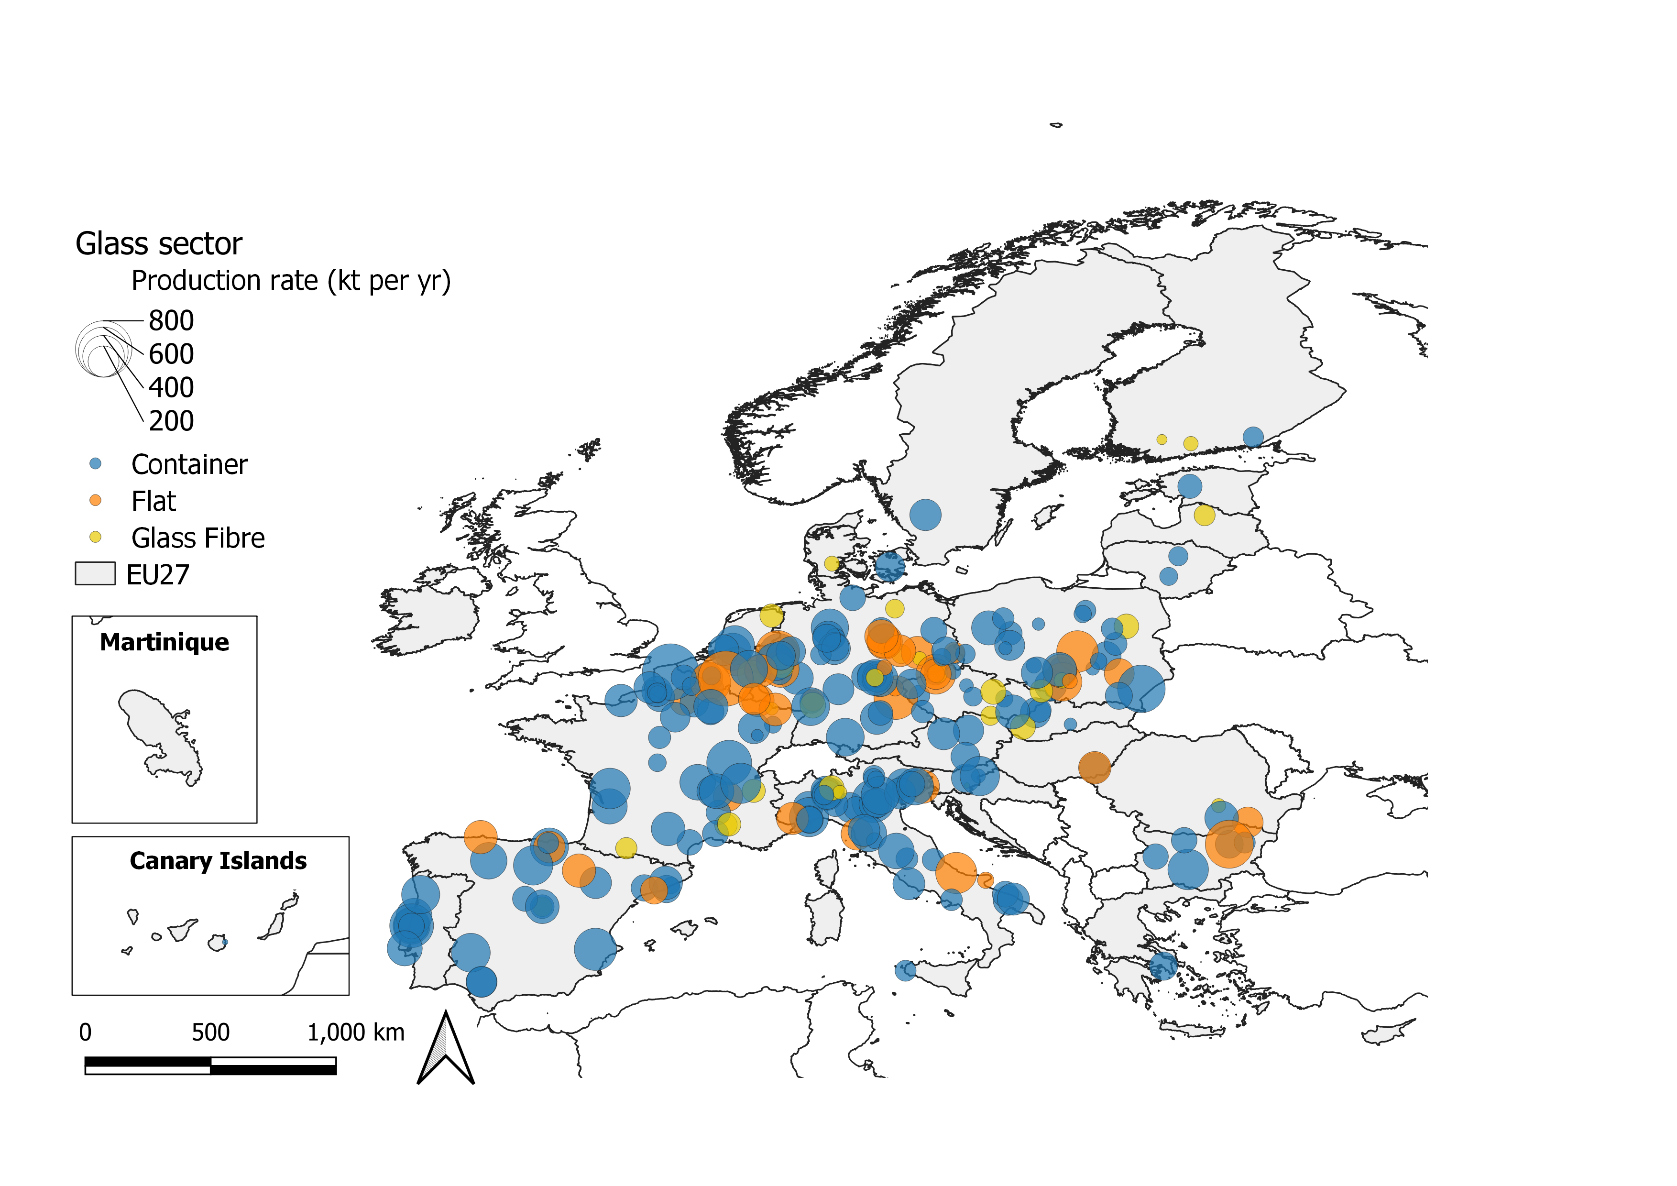 Glass sector
Production rate (kt per yr)
800
600
400
200
Container
Flat
Glass Fibre
EU27
Martinique
Canary Islands
0 500 1,000 km